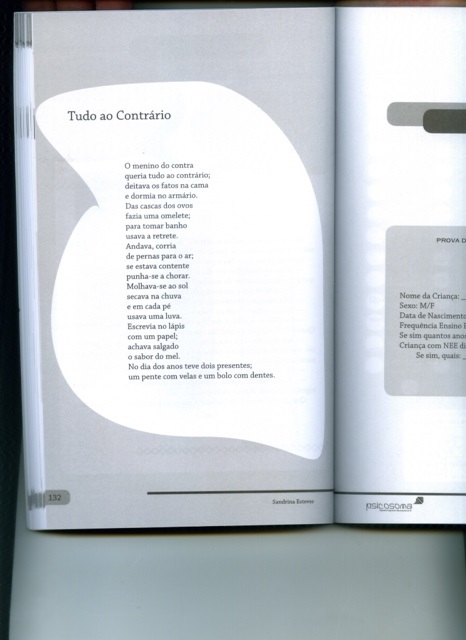 Tudo ao Contrário
O menino do contra
queria tudo ao contrário;
deitava os fatos na cama
e dormia no armário.
Das cascas dos ovos
fazia uma omelete;
para tomar banho
usava a retrete.
Andava, corria
de pernas para o ar;
se estava contente
punha-se a chorar.
Molhava-se ao sol
secava na chuva
e em cada pé
usava uma luva.
Escrevia no lápis
com um papel;
achava salgado
o sabor do mel.
No dia dos anos teve dois presentes;
um pente com velas e um bolo com dentes.
132
Sandrina Esteves
PROVA D
Nome da Criança: _
Sexo: M/F
Data de Nasciment
Frequência Ensino
Se sim quantos ano
Criança com NEE di
Se sim, quais: _
psicosoma